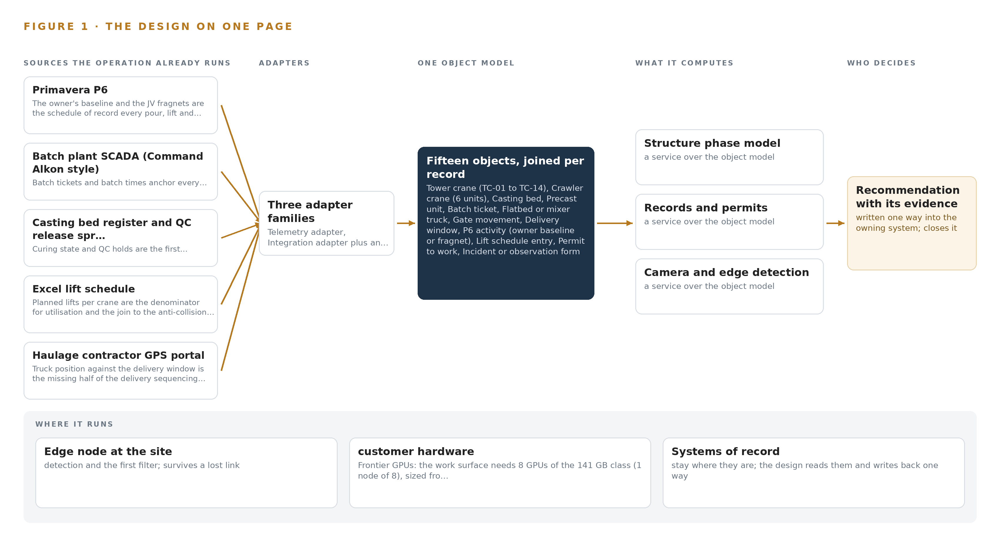 FIGURE 1 · THE DESIGN ON ONE PAGE
SOURCES THE OPERATION ALREADY RUNS
Primavera P6
The owner's baseline and the JV fragnets are
the schedule of record every pour, lift and…
Batch plant SCADA (Command
Alkon style)
Batch tickets and batch times anchor every…
Casting bed register and QC
release spr…
Curing state and QC holds are the first…
Excel lift schedule
Planned lifts per crane are the denominator
for utilisation and the join to the anti-collision…
Haulage contractor GPS portal
Truck position against the delivery window is
the missing half of the delivery sequencing…
ADAPTERS
Three adapter
families
Telemetry adapter,
Integration adapter plus an…
ONE OBJECT MODEL
Fifteen objects, joined per
record
Tower crane (TC-01 to TC-14), Crawler
crane (6 units), Casting bed, Precast
unit, Batch ticket, Flatbed or mixer
truck, Gate movement, Delivery
window, P6 activity (owner baseline
or fragnet), Lift schedule entry, Permit
to work, Incident or observation form
WHAT IT COMPUTES
Structure phase model
a service over the object model
Records and permits
a service over the object model
Camera and edge detection
a service over the object model
WHO DECIDES
Recommendation
with its evidence
written one way into the
owning system; closes it
WHERE IT RUNS
Edge node at the site
detection and the first filter; survives a lost link
customer hardware
Frontier GPUs: the work surface needs 8 GPUs of the 141 GB class (1
node of 8), sized fro…
Systems of record
stay where they are; the design reads them and writes back one
way